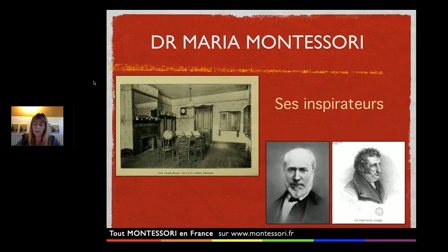 DR MARIA MONTESSORI
Ses inspirateurs
Tout MONTESSORI en France sur www.montessori.fr